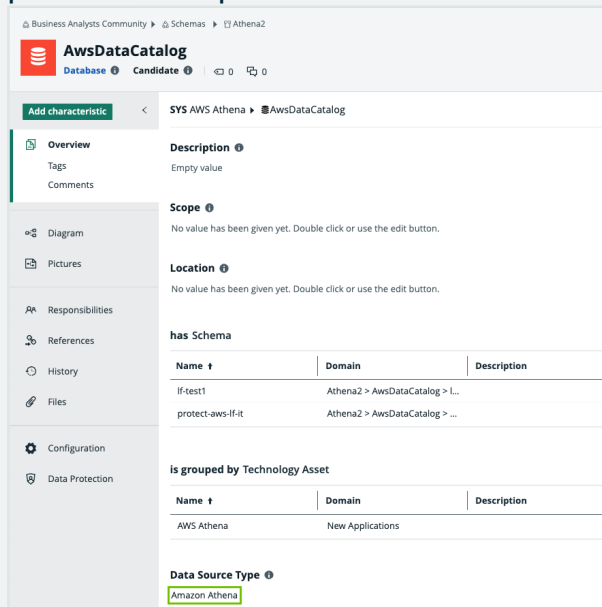 Business Analysts Community Schemas Athena2
AwsDataCatalog
Database Candidate 0 0
Add characteristic
Overview
Tags
Comments
Diagram
Pictures
Responsibilities
References
History
Files
Configuration
Data Protection
SYS AWS Athena AwsDataCatalog
Description
Empty value
Scope
No value has been given yet. Double click or use the edit button.
Location
No value has been given yet. Double click or use the edit button.
has Schema
Name ↑ Domain Description
lf-test1 Athena2 > AwsDataCatalog > l...
protect-aws-lf-it Athena2 > AwsDataCatalog > ...
is grouped by Technology Asset
Name ↑ Domain Description
AWS Athena New Applications
Data Source Type
Amazon Athena